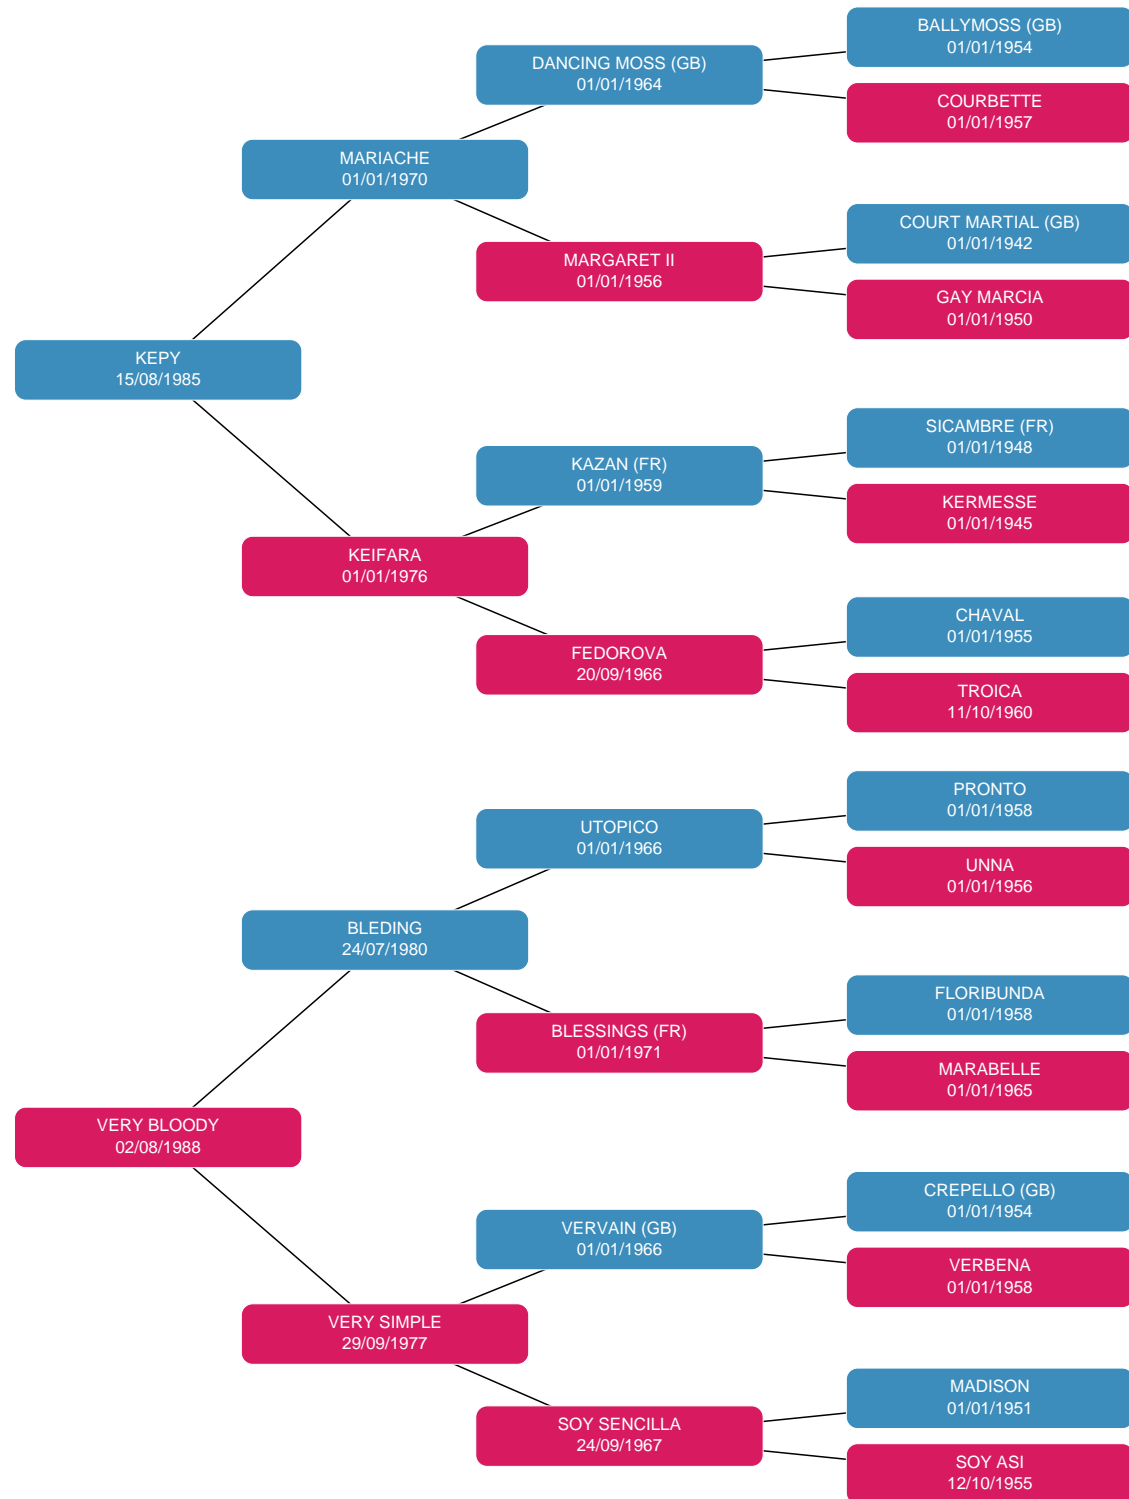 BALLYMOSS (GB)
01/01/1954
DANCING MOSS (GB)
01/01/1964
COURBETTE
01/01/1957
MARIACHE
01/01/1970
COURT MARTIAL (GB)
01/01/1942
MARGARET II
01/01/1956
GAY MARCIA
01/01/1950
KEPY
15/08/1985
SICAMBRE (FR)
01/01/1948
KAZAN (FR)
01/01/1959
KERMESSE
01/01/1945
KEIFARA
01/01/1976
CHAVAL
01/01/1955
FEDOROVA
20/09/1966
TROICA
11/10/1960
PRONTO
01/01/1958
UTOPICO
01/01/1966
UNNA
01/01/1956
BLEDING
24/07/1980
FLORIBUNDA
01/01/1958
BLESSINGS (FR)
01/01/1971
MARABELLE
01/01/1965
VERY BLOODY
02/08/1988
CREPELLO (GB)
01/01/1954
VERVAIN (GB)
01/01/1966
VERBENA
01/01/1958
VERY SIMPLE
29/09/1977
MADISON
01/01/1951
SOY SENCILLA
24/09/1967
SOY ASI
12/10/1955